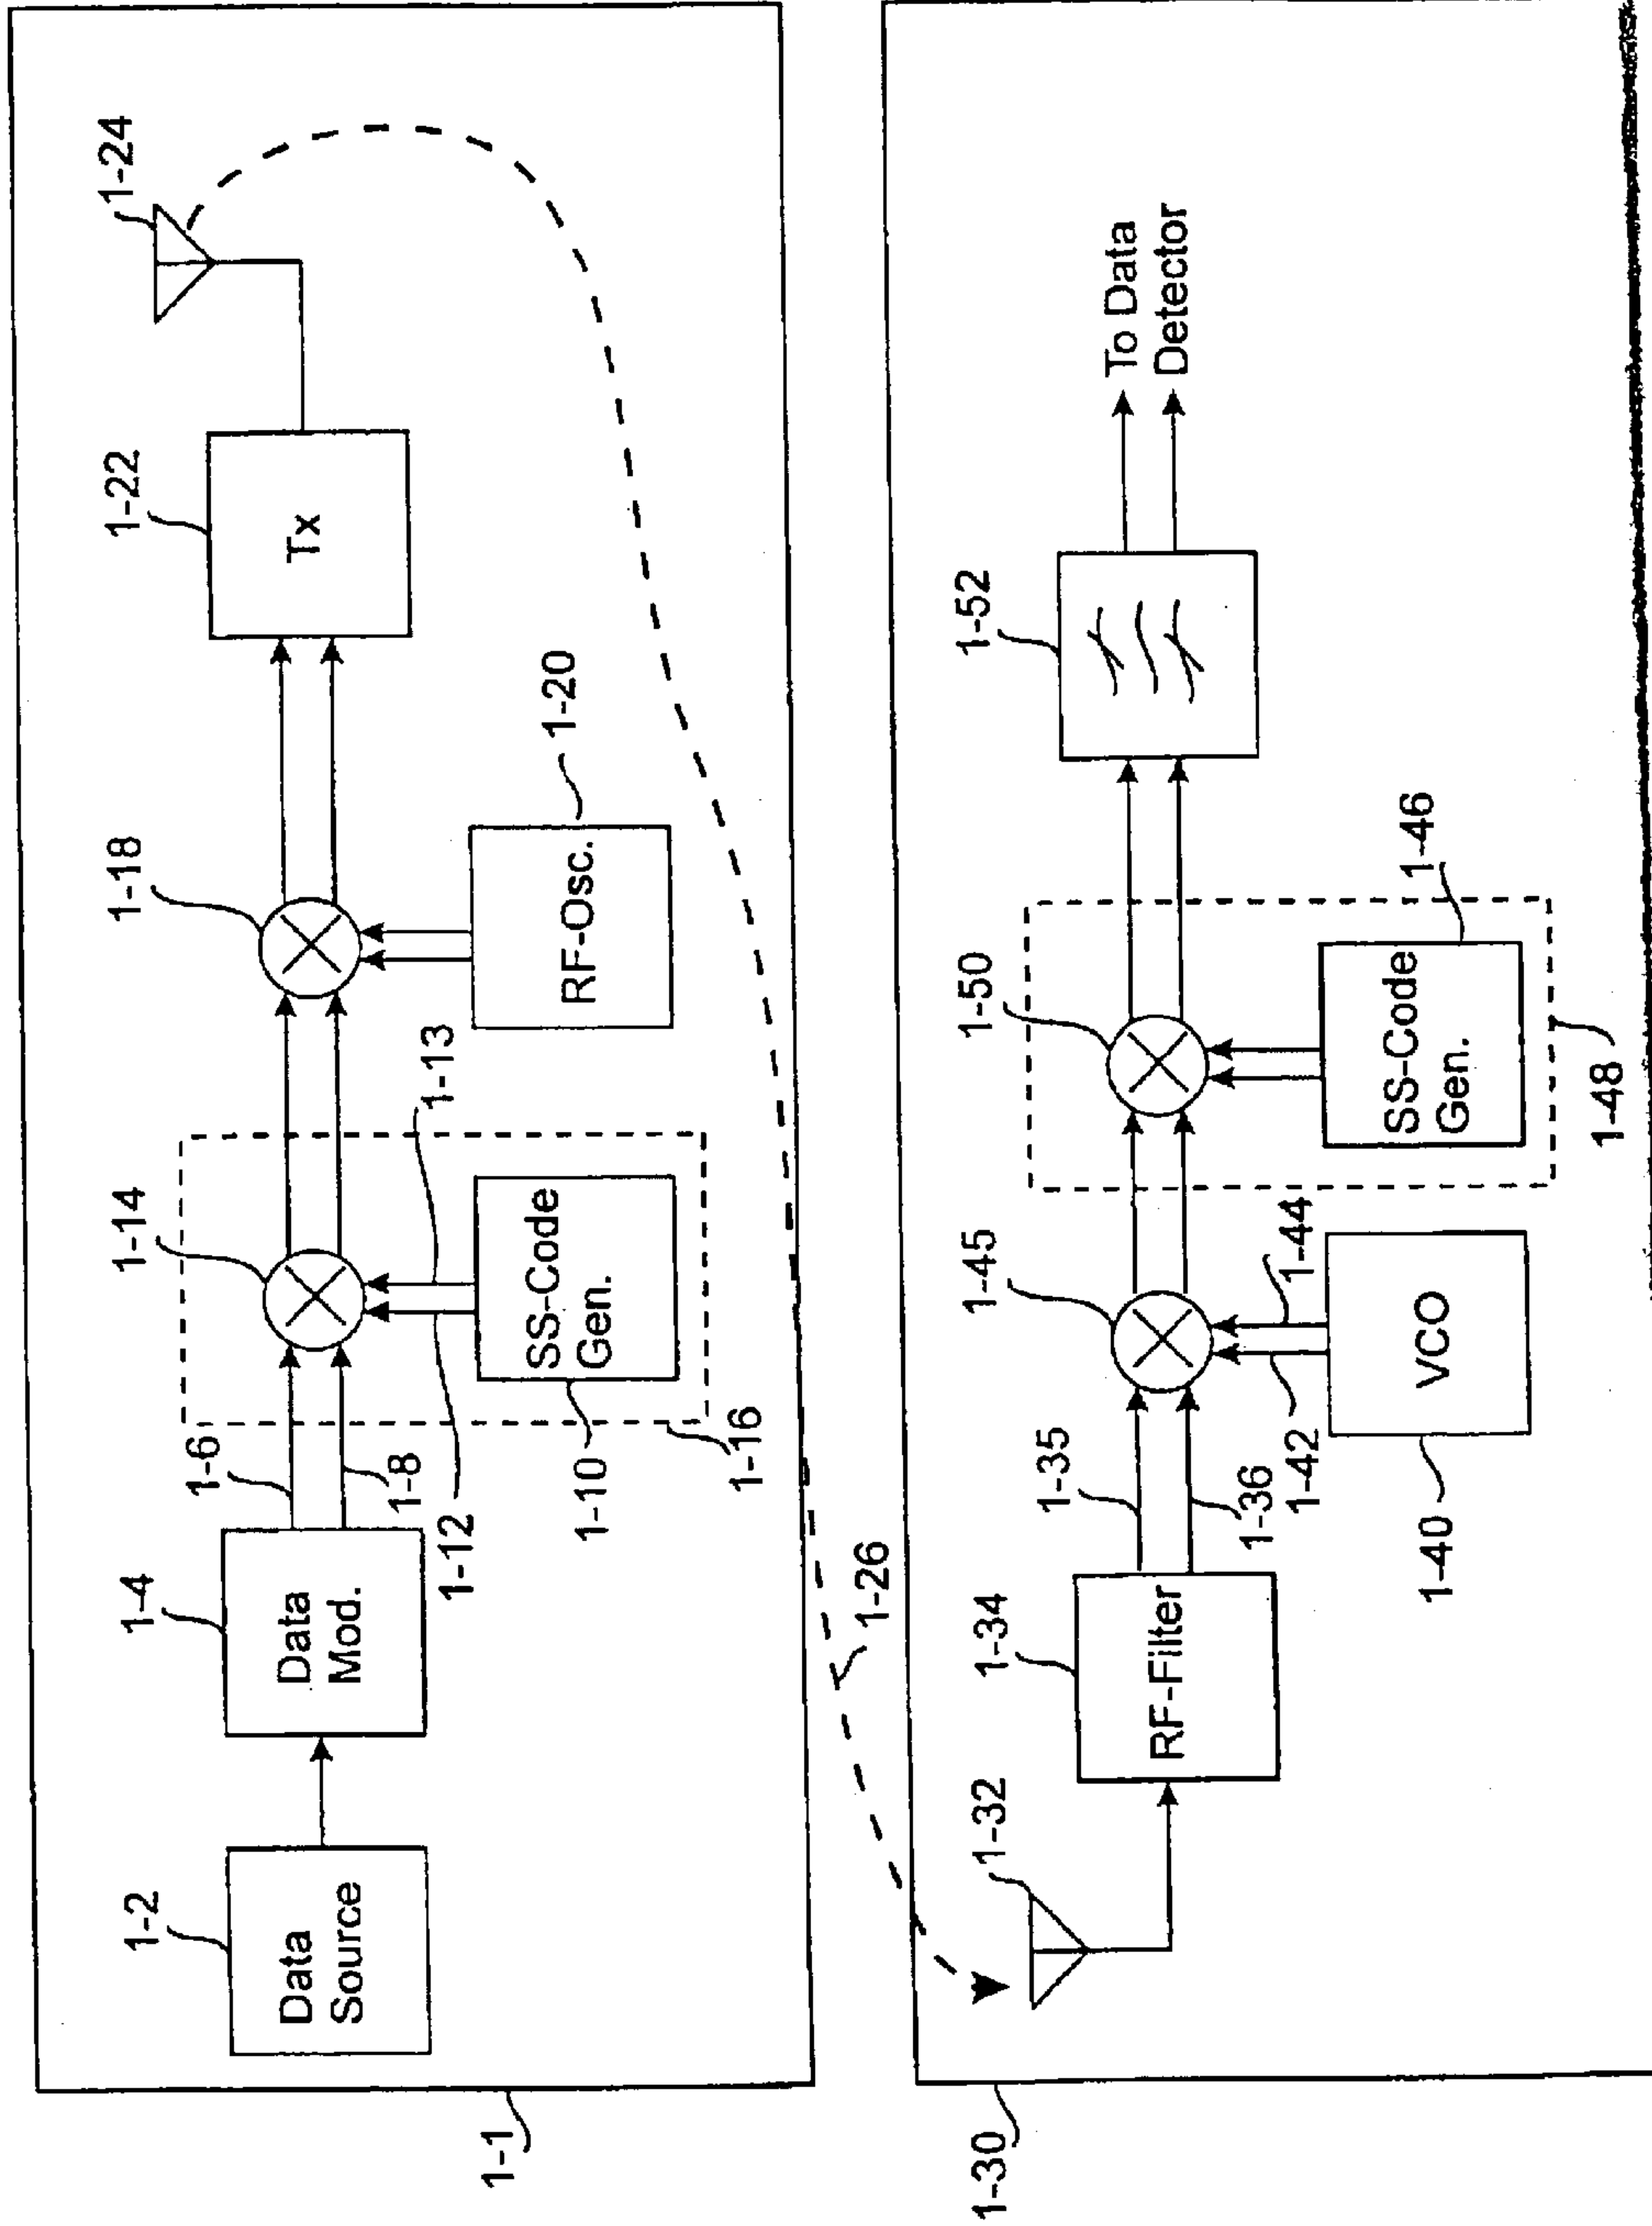 1-1
1-2
Data
Source
1-4
Data
Mod.
1-6
1-8
1-12
1-13
1-14
SS-Code
Gen.
1-10
1-16
1-18
RF-Osc.
1-20
1-22
Tx
1-24
1-26
1-30
1-32
1-34
RF-Filter
1-35
1-36
1-42
1-44
1-45
VCO
1-40
1-50
SS-Code
Gen.
1-46
1-48
1-52
To Data
Detector